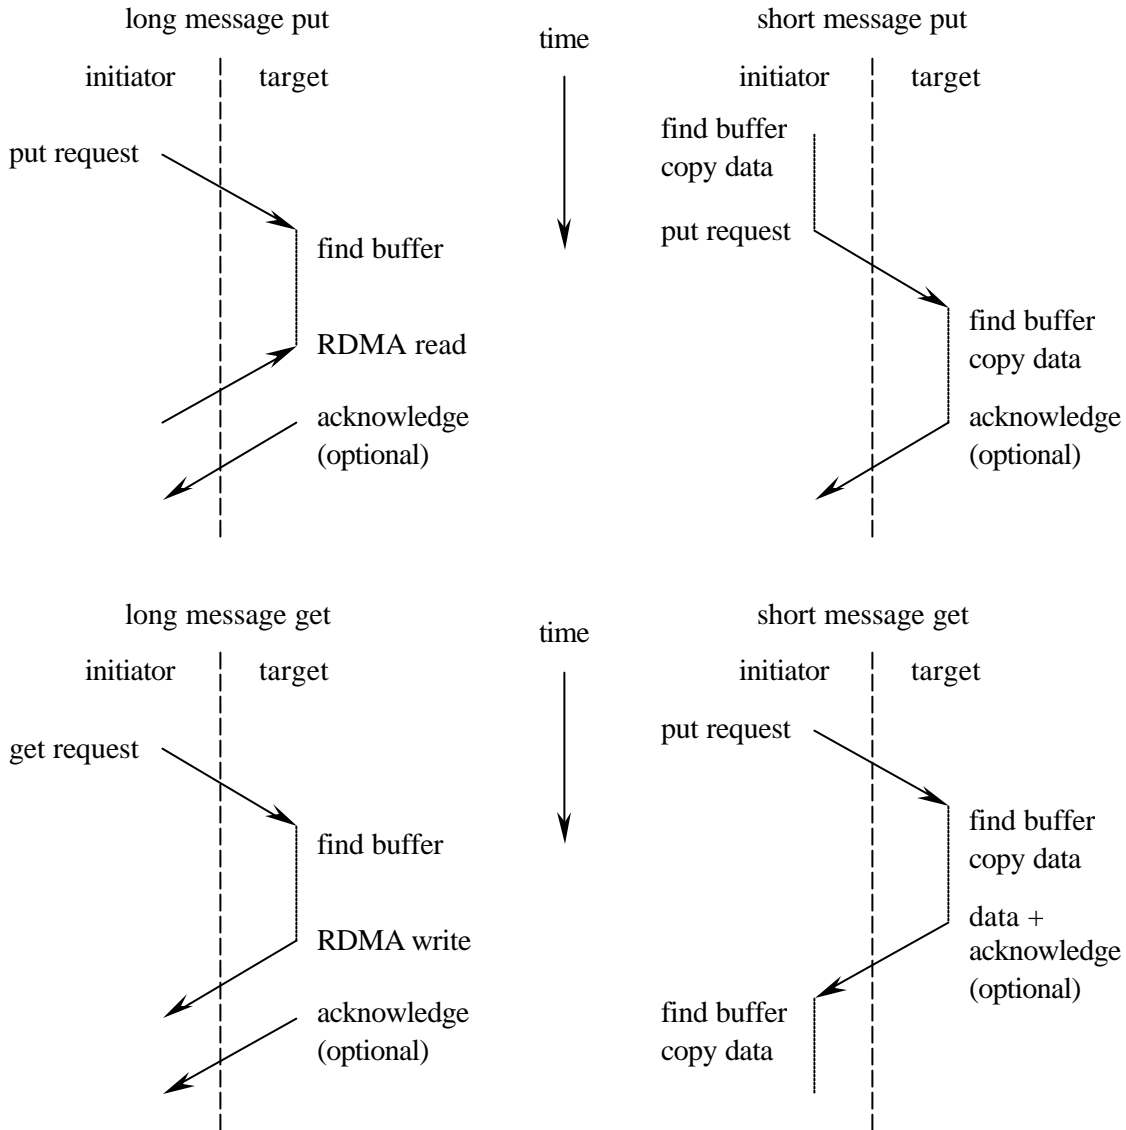 long message put
initiator
target
put request
find buffer
RDMA read
acknowledge
(optional)
time
short message put
initiator
target
find buffer
copy data
put request
find buffer
copy data
acknowledge
(optional)
long message get
initiator
target
get request
find buffer
RDMA write
acknowledge
(optional)
time
short message get
initiator
target
put request
find buffer
copy data
data +
acknowledge
(optional)
find buffer
copy data